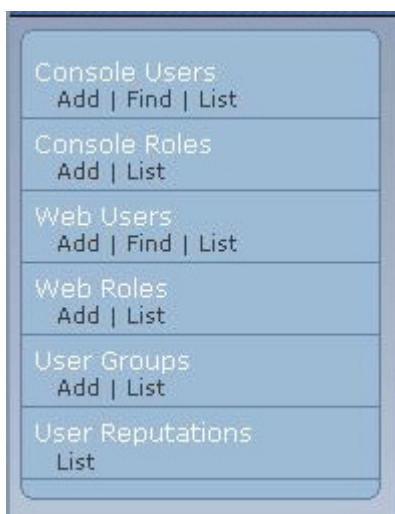 Console Users
Add | Find | List
Console Roles
Add | List
Web Users
Add | Find | List
Web Roles
Add | List
User Groups
Add | List
User Reputations
List